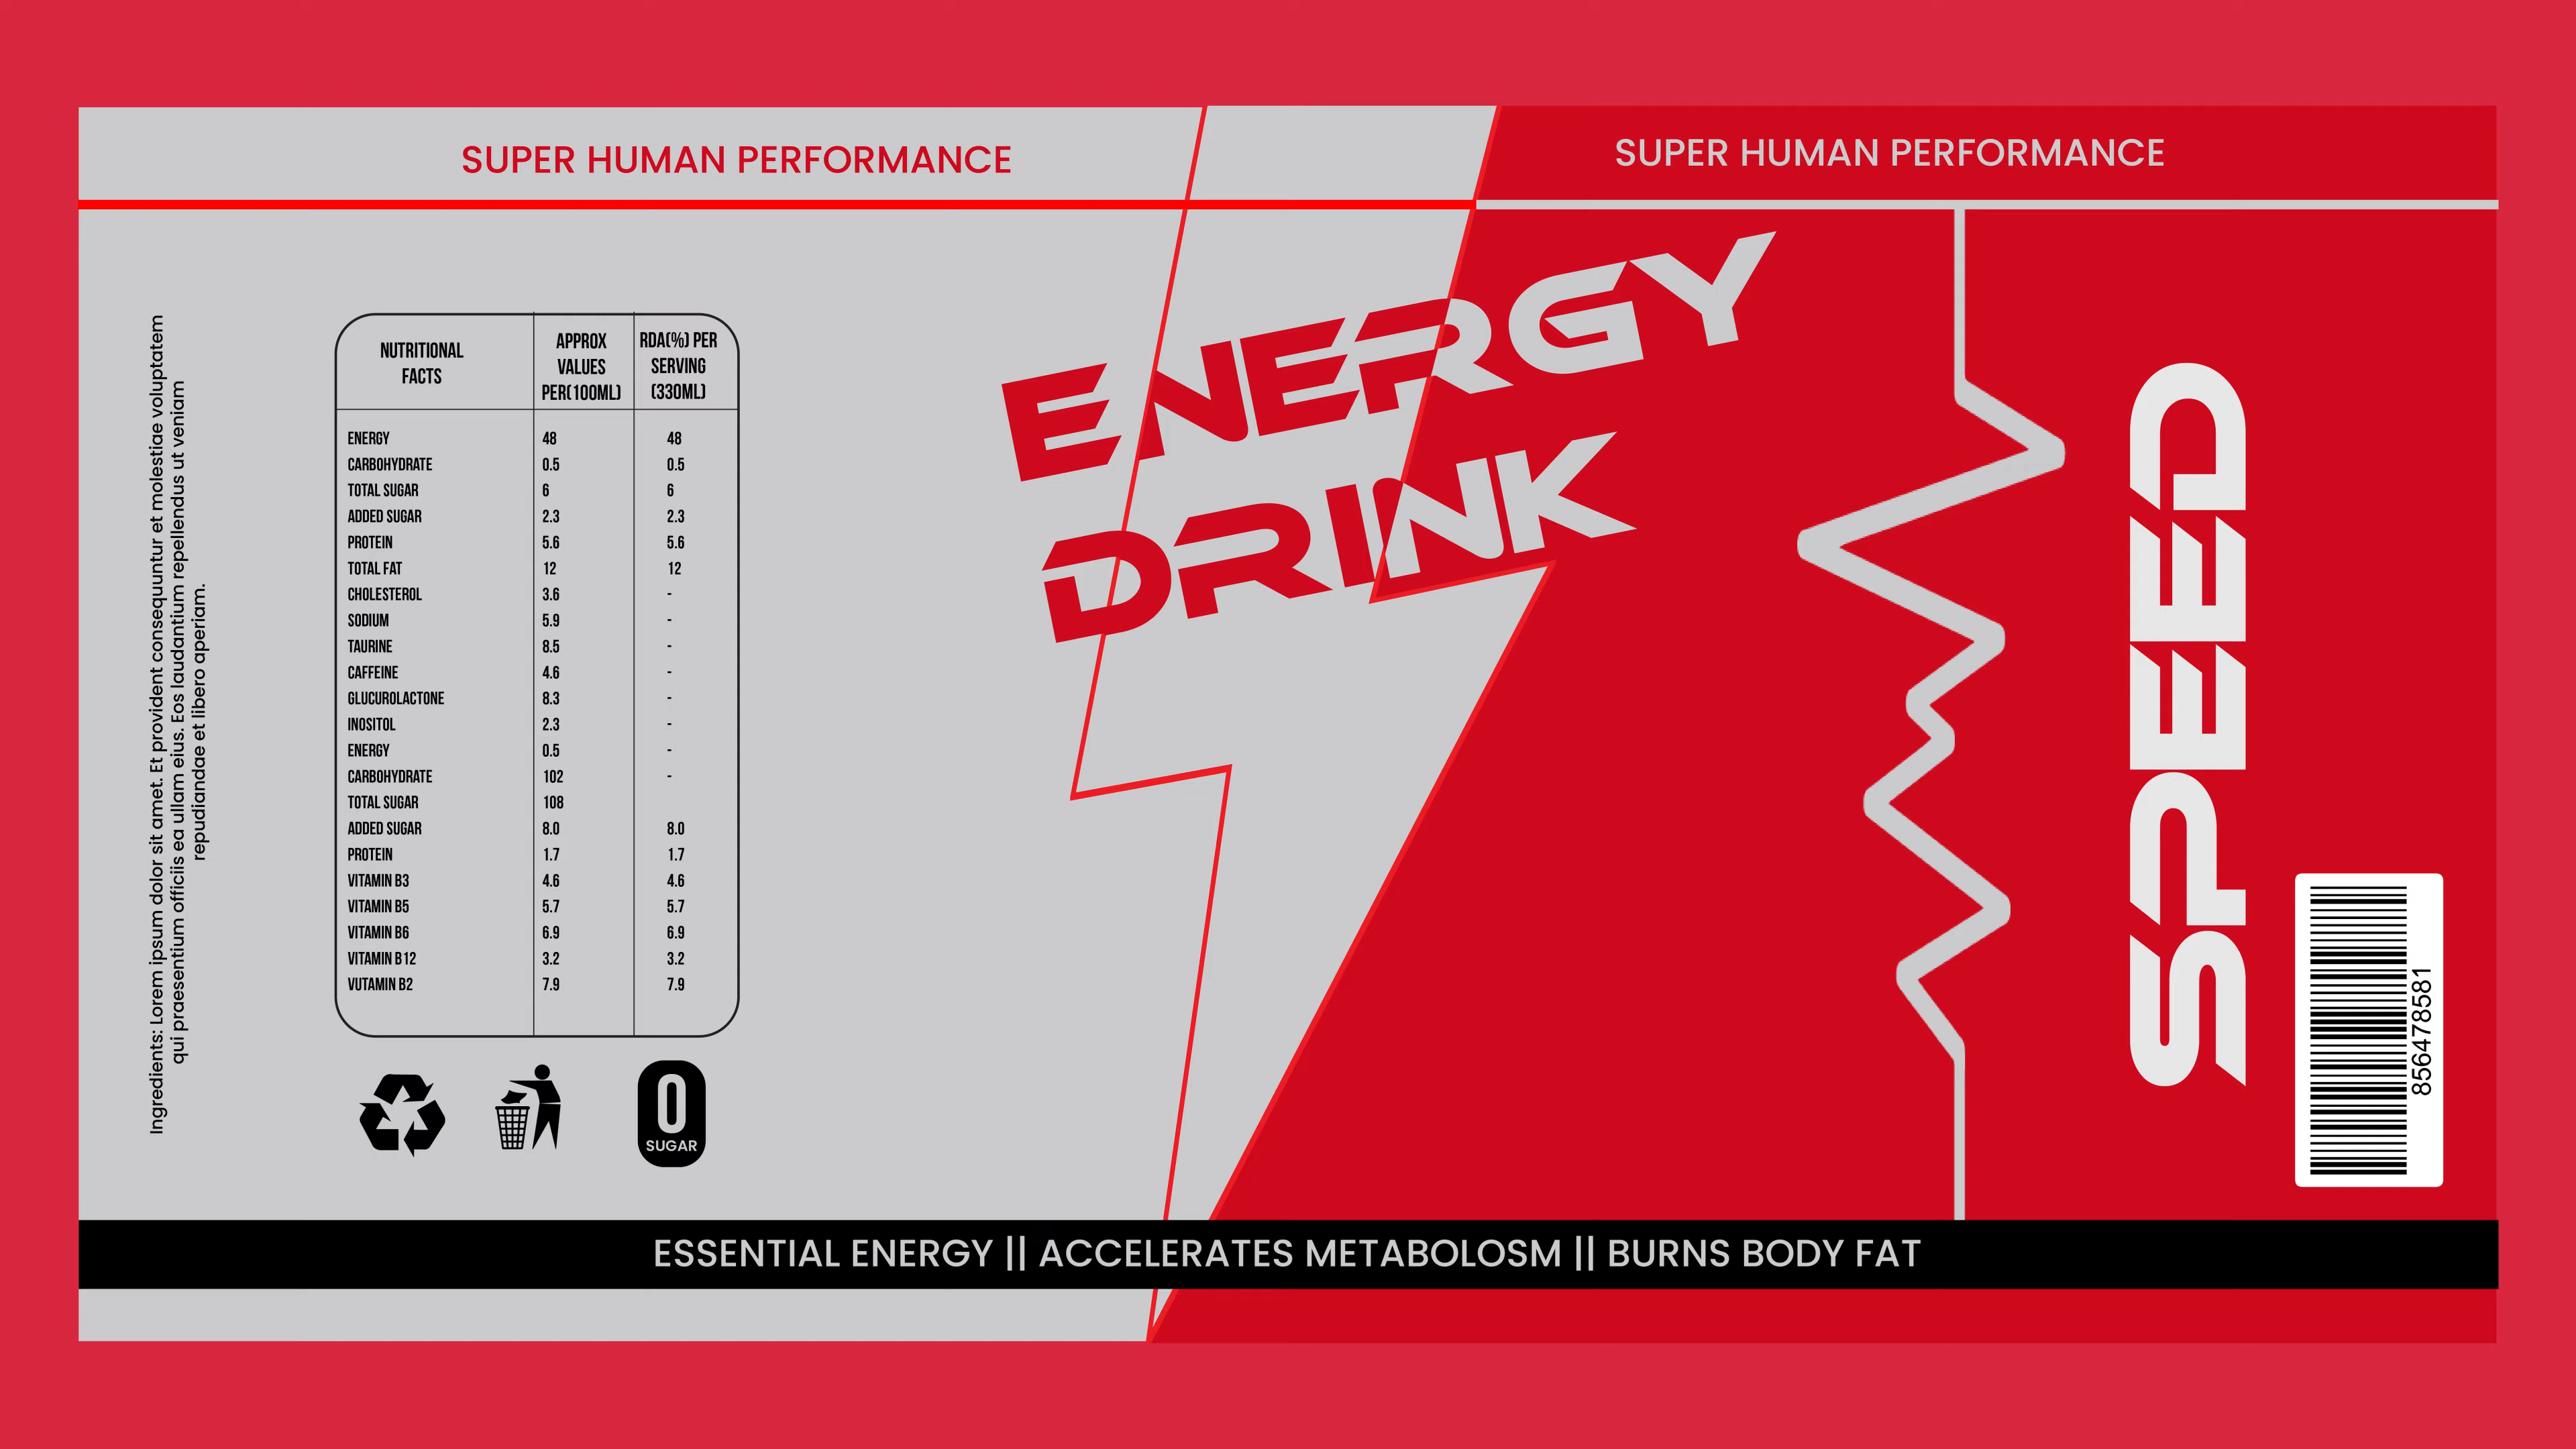 SUPER HUMAN PERFORMANCE
SUPER HUMAN PERFORMANCE
Ingredients: Lorem ipsum dolor sit amet. Et provident consequuntur et molestiae voluptatem
qui praesentium officiis ea ullam eius. Eos laudantium repellendus ut veniam
repudiandae et libero aperiam.
NUTRITIONAL
FACTS
APPROX
VALUES
PER(100ML)
RDA(%) PER
SERVING
(330ML)
ENERGY 48 48
CARBOHYDRATE 0.5 0.5
TOTAL SUGAR 6 6
ADDED SUGAR 2.3 2.3
PROTEIN 5.6 5.6
TOTAL FAT 12 12
CHOLESTEROL 3.6 -
SODIUM 5.9 -
TAURINE 8.5 -
CAFFEINE 4.6 -
GLUCUROLACTONE 8.3 -
INOSITOL 2.3 -
ENERGY 0.5 -
CARBOHYDRATE 102 -
TOTAL SUGAR 108
ADDED SUGAR 8.0 8.0
PROTEIN 1.7 1.7
VITAMIN B3 4.6 4.6
VITAMIN B5 5.7 5.7
VITAMIN B6 6.9 6.9
VITAMIN B12 3.2 3.2
VUTAMIN B2 7.9 7.9
0
SUGAR
ENERGY
DRINK
SPEED
856478581
ESSENTIAL ENERGY || ACCELERATES METABOLOSM || BURNS BODY FAT